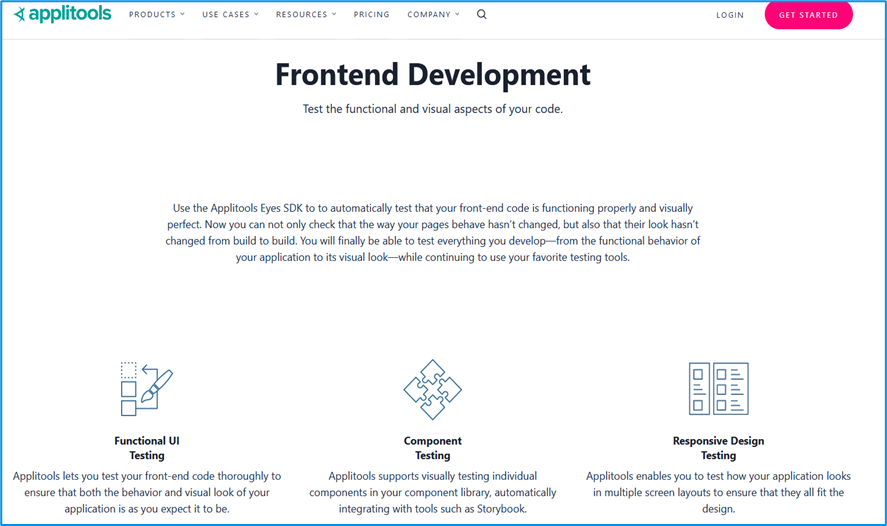 applitools PRODUCTS USE CASES RESOURCES PRICING COMPANY LOGIN GET STARTED
Frontend Development
Test the functional and visual aspects of your code.
Use the Applitools Eyes SDK to to automatically test that your front-end code is functioning properly and visually
perfect. Now you can not only check that the way your pages behave hasn’t changed, but also that their look hasn’t
changed from build to build. You will finally be able to test everything you develop—from the functional behavior of
your application to its visual look—while continuing to use your favorite testing tools.
Functional UI
Testing
Applitools lets you test your front-end code thoroughly to
ensure that both the behavior and visual look of your
application is as you expect it to be.
Component
Testing
Applitools supports visually testing individual
components in your component library, automatically
integrating with tools such as Storybook.
Responsive Design
Testing
Applitools enables you to test how your application looks
in multiple screen layouts to ensure that they all fit the
design.